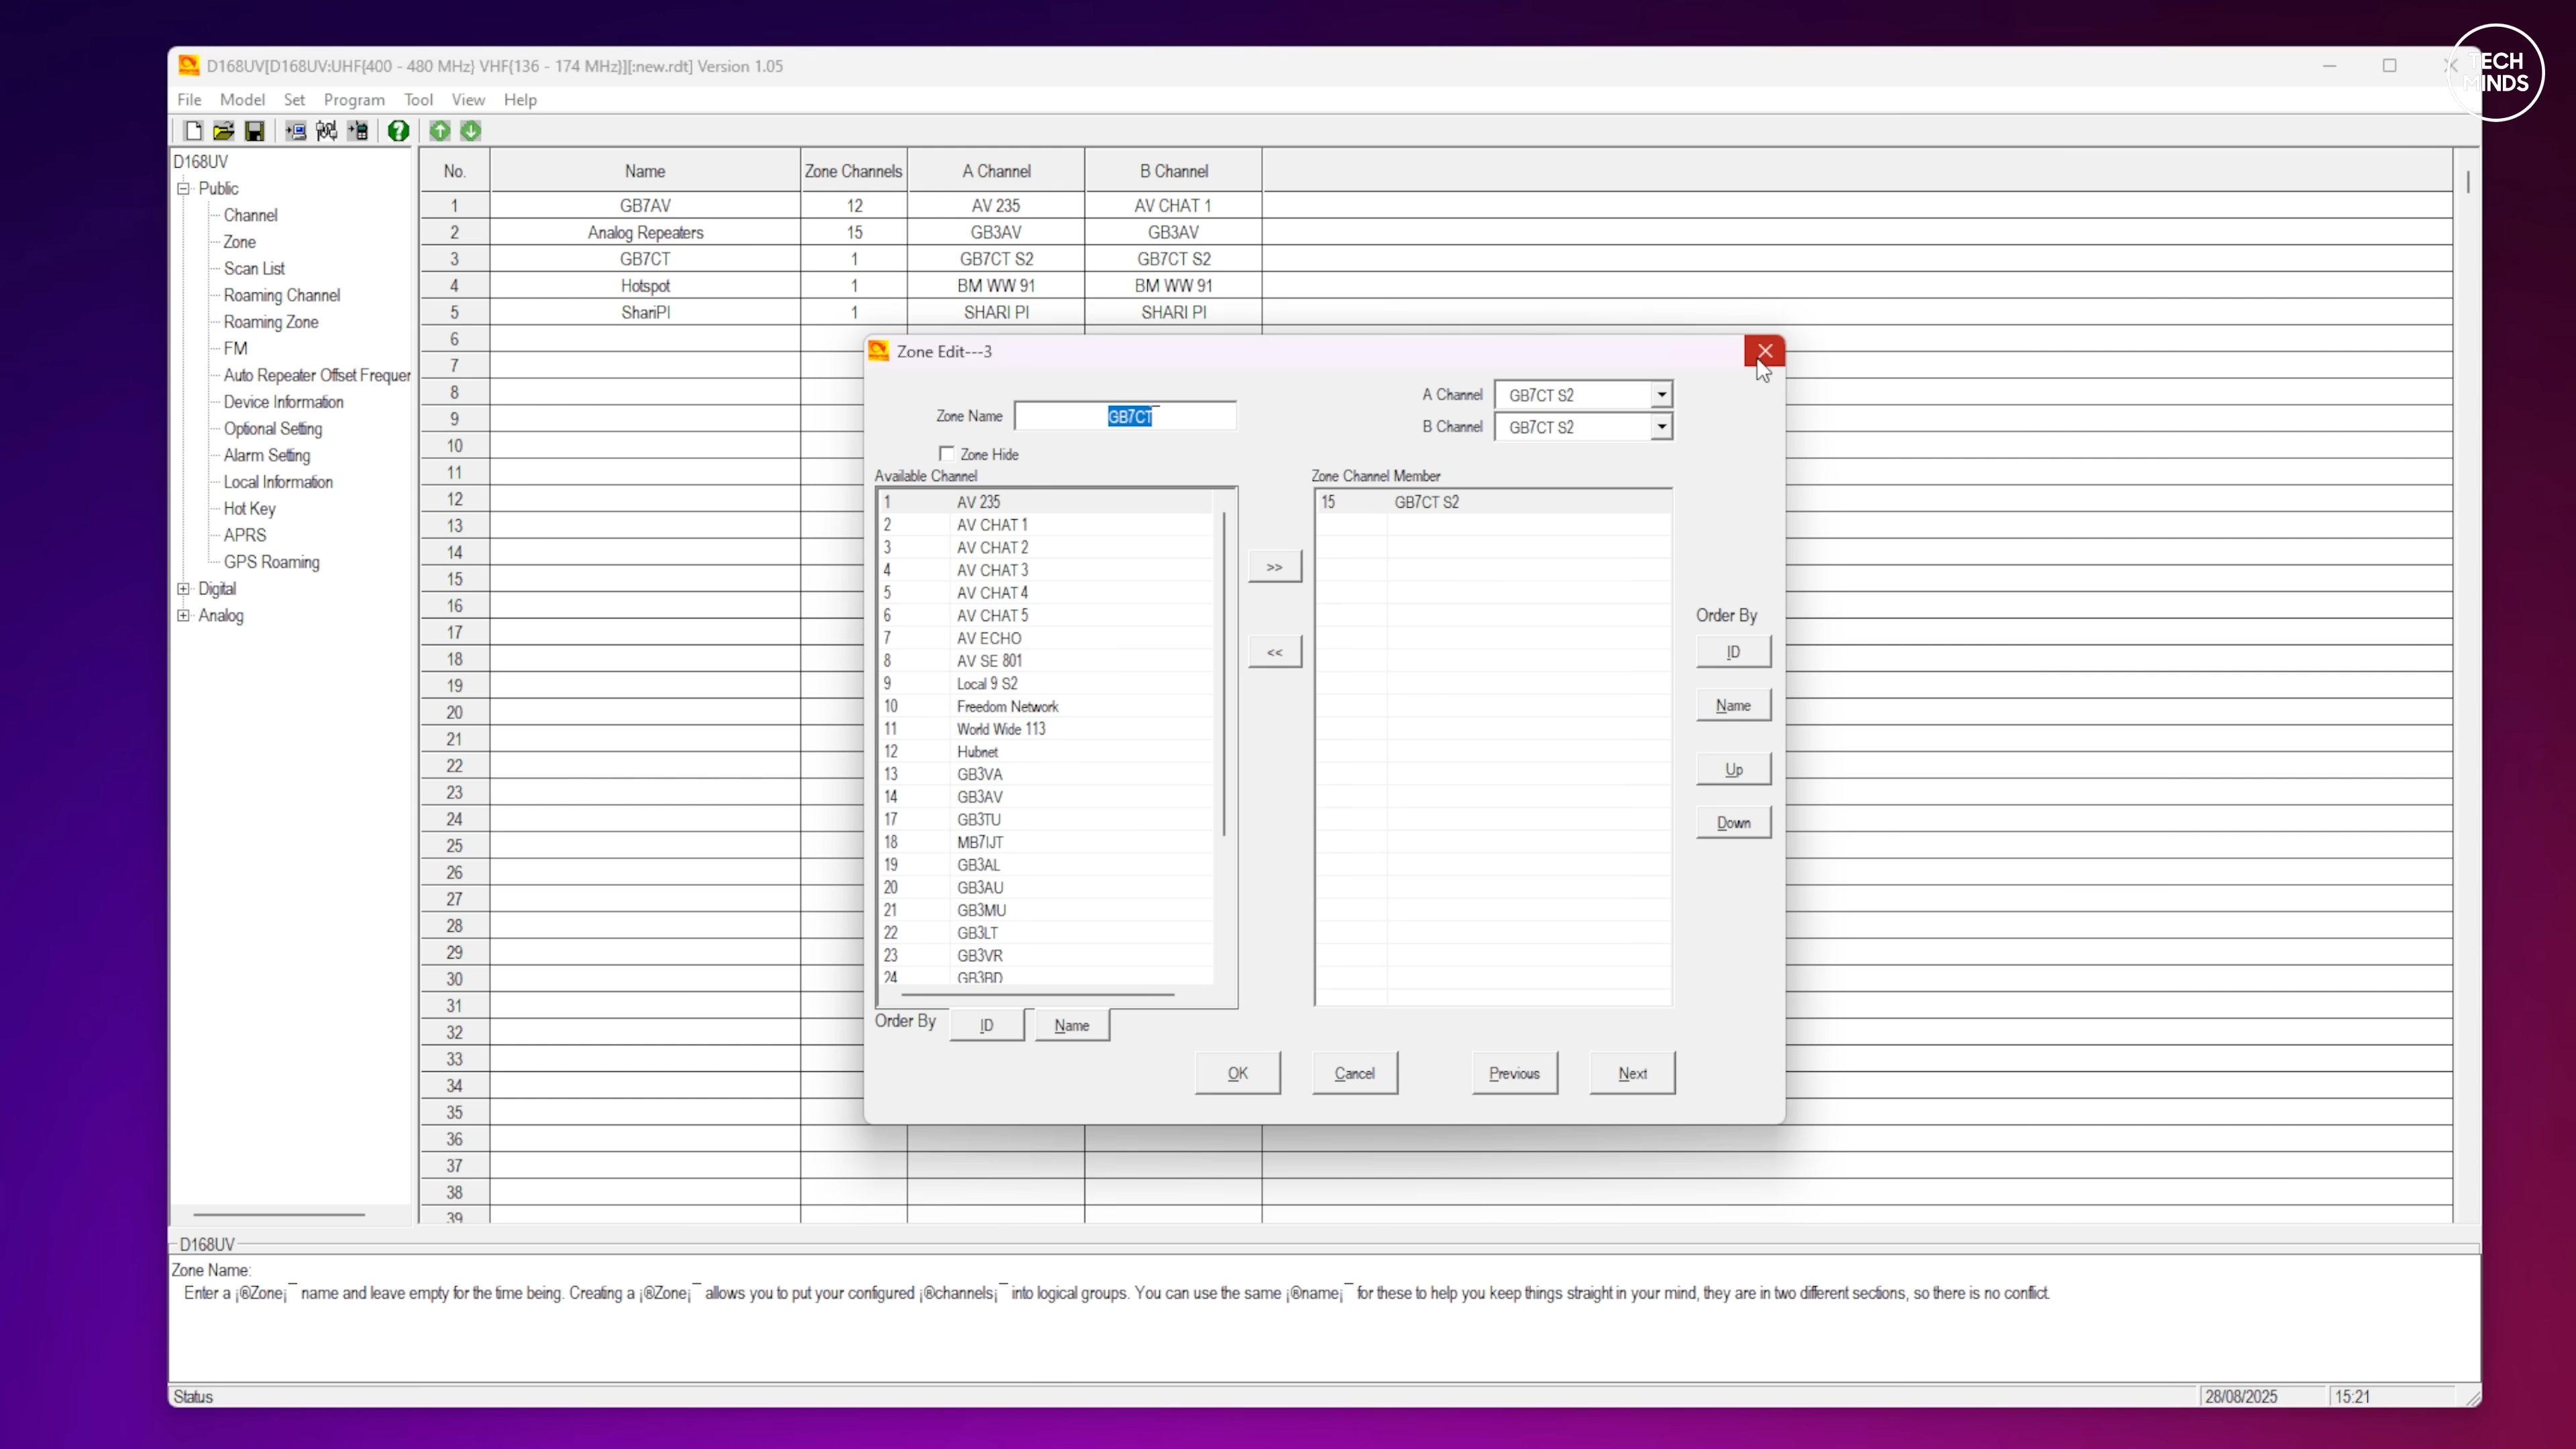 TECH
MINDS
D168UV[D168UV:UHF{400 - 480 MHz} VHF{136 - 174 MHz}][:new.rdt] Version 1.05
File Model Set Program Tool View Help
D168UV
Public
Channel
Zone
Scan List
Roaming Channel
Roaming Zone
FM
Auto Repeater Offset Frequer
Device Information
Optional Setting
Alarm Setting
Local Information
Hot Key
APRS
GPS Roaming
Digital
Analog
No. Name Zone Channels A Channel B Channel
1 GB7AV 12 AV 235 AV CHAT 1
2 Analog Repeaters 15 GB3AV GB3AV
3 GB7CT 1 GB7CT S2 GB7CT S2
4 Hotspot 1 BM WW 91 BM WW 91
5 ShariPI 1 SHARI PI SHARI PI
6
7
8
9
10
11
12
13
14
15
16
17
18
19
20
21
22
23
24
25
26
27
28
29
30
31
32
33
34
35
36
37
38
39
Zone Edit---3
Zone Name GB7CT
A Channel GB7CT S2
B Channel GB7CT S2
Zone Hide
Available Channel
1 AV 235
2 AV CHAT 1
3 AV CHAT 2
4 AV CHAT 3
5 AV CHAT 4
6 AV CHAT 5
7 AV ECHO
8 AV SE 801
9 Local 9 S2
10 Freedom Network
11 World Wide 113
12 Hubnet
13 GB3VA
14 GB3AV
17 GB3TU
18 MB7IJT
19 GB3AL
20 GB3AU
21 GB3MU
22 GB3LT
23 GB3VR
24 GB3BD
Order By ID Name
>>
<<
Zone Channel Member
15 GB7CT S2
Order By
ID
Name
Up
Down
OK Cancel Previous Next
D168UV
Zone Name:
Enter a ¡®Zone¡¯ name and leave empty for the time being. Creating a ¡®Zone¡¯ allows you to put your configured ¡®channels¡¯ into logical groups. You can use the same ¡®name¡¯ for these to help you keep things straight in your mind, they are in two different sections, so there is no conflict.
Status 28/08/2025 15:21